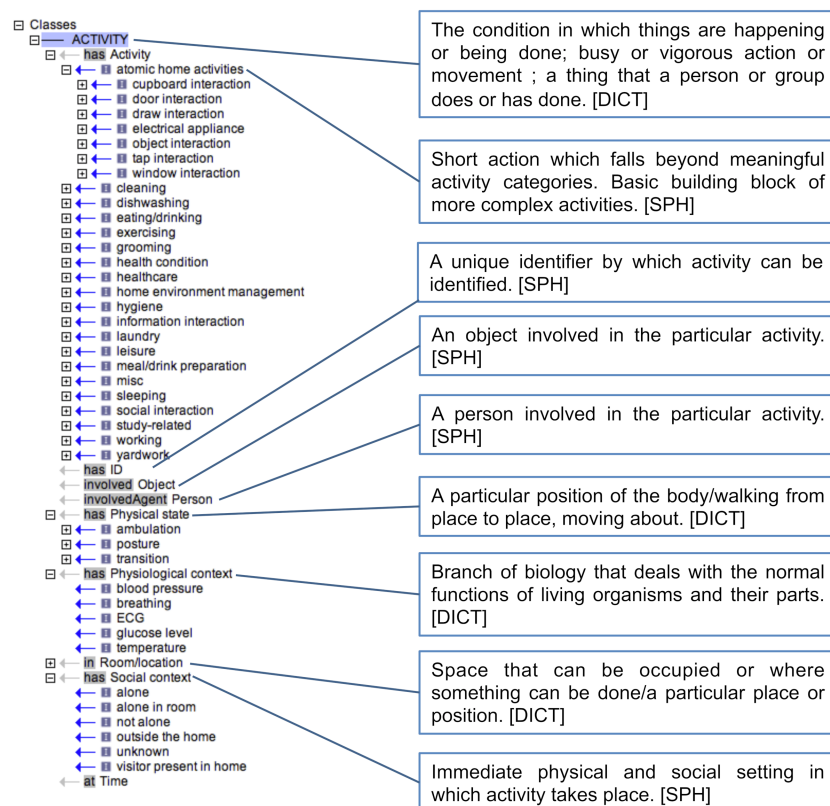 Classes
ACTIVITY
has Activity
atomic home activities
cupboard interaction
door interaction
draw interaction
electrical appliance
object interaction
tap interaction
window interaction
cleaning
dishwashing
eating/drinking
exercising
grooming
health condition
healthcare
home environment management
hygiene
information interaction
laundry
leisure
meal/drink preparation
misc
sleeping
social interaction
study-related
working
yardwork
has ID
involved Object
involvedAgent Person
has Physical state
ambulation
posture
transition
has Physiological context
blood pressure
breathing
ECG
glucose level
temperature
in Room/location
has Social context
alone
alone in room
not alone
outside the home
unknown
visitor present in home
at Time
The condition in which things are happening
or being done; busy or vigorous action or
movement ; a thing that a person or group
does or has done. [DICT]
Short action which falls beyond meaningful
activity categories. Basic building block of
more complex activities. [SPH]
A unique identifier by which activity can be
identified. [SPH]
An object involved in the particular activity.
[SPH]
A person involved in the particular activity.
[SPH]
A particular position of the body/walking from
place to place, moving about. [DICT]
Branch of biology that deals with the normal
functions of living organisms and their parts.
[DICT]
Space that can be occupied or where
something can be done/a particular place or
position. [DICT]
Immediate physical and social setting in
which activity takes place. [SPH]